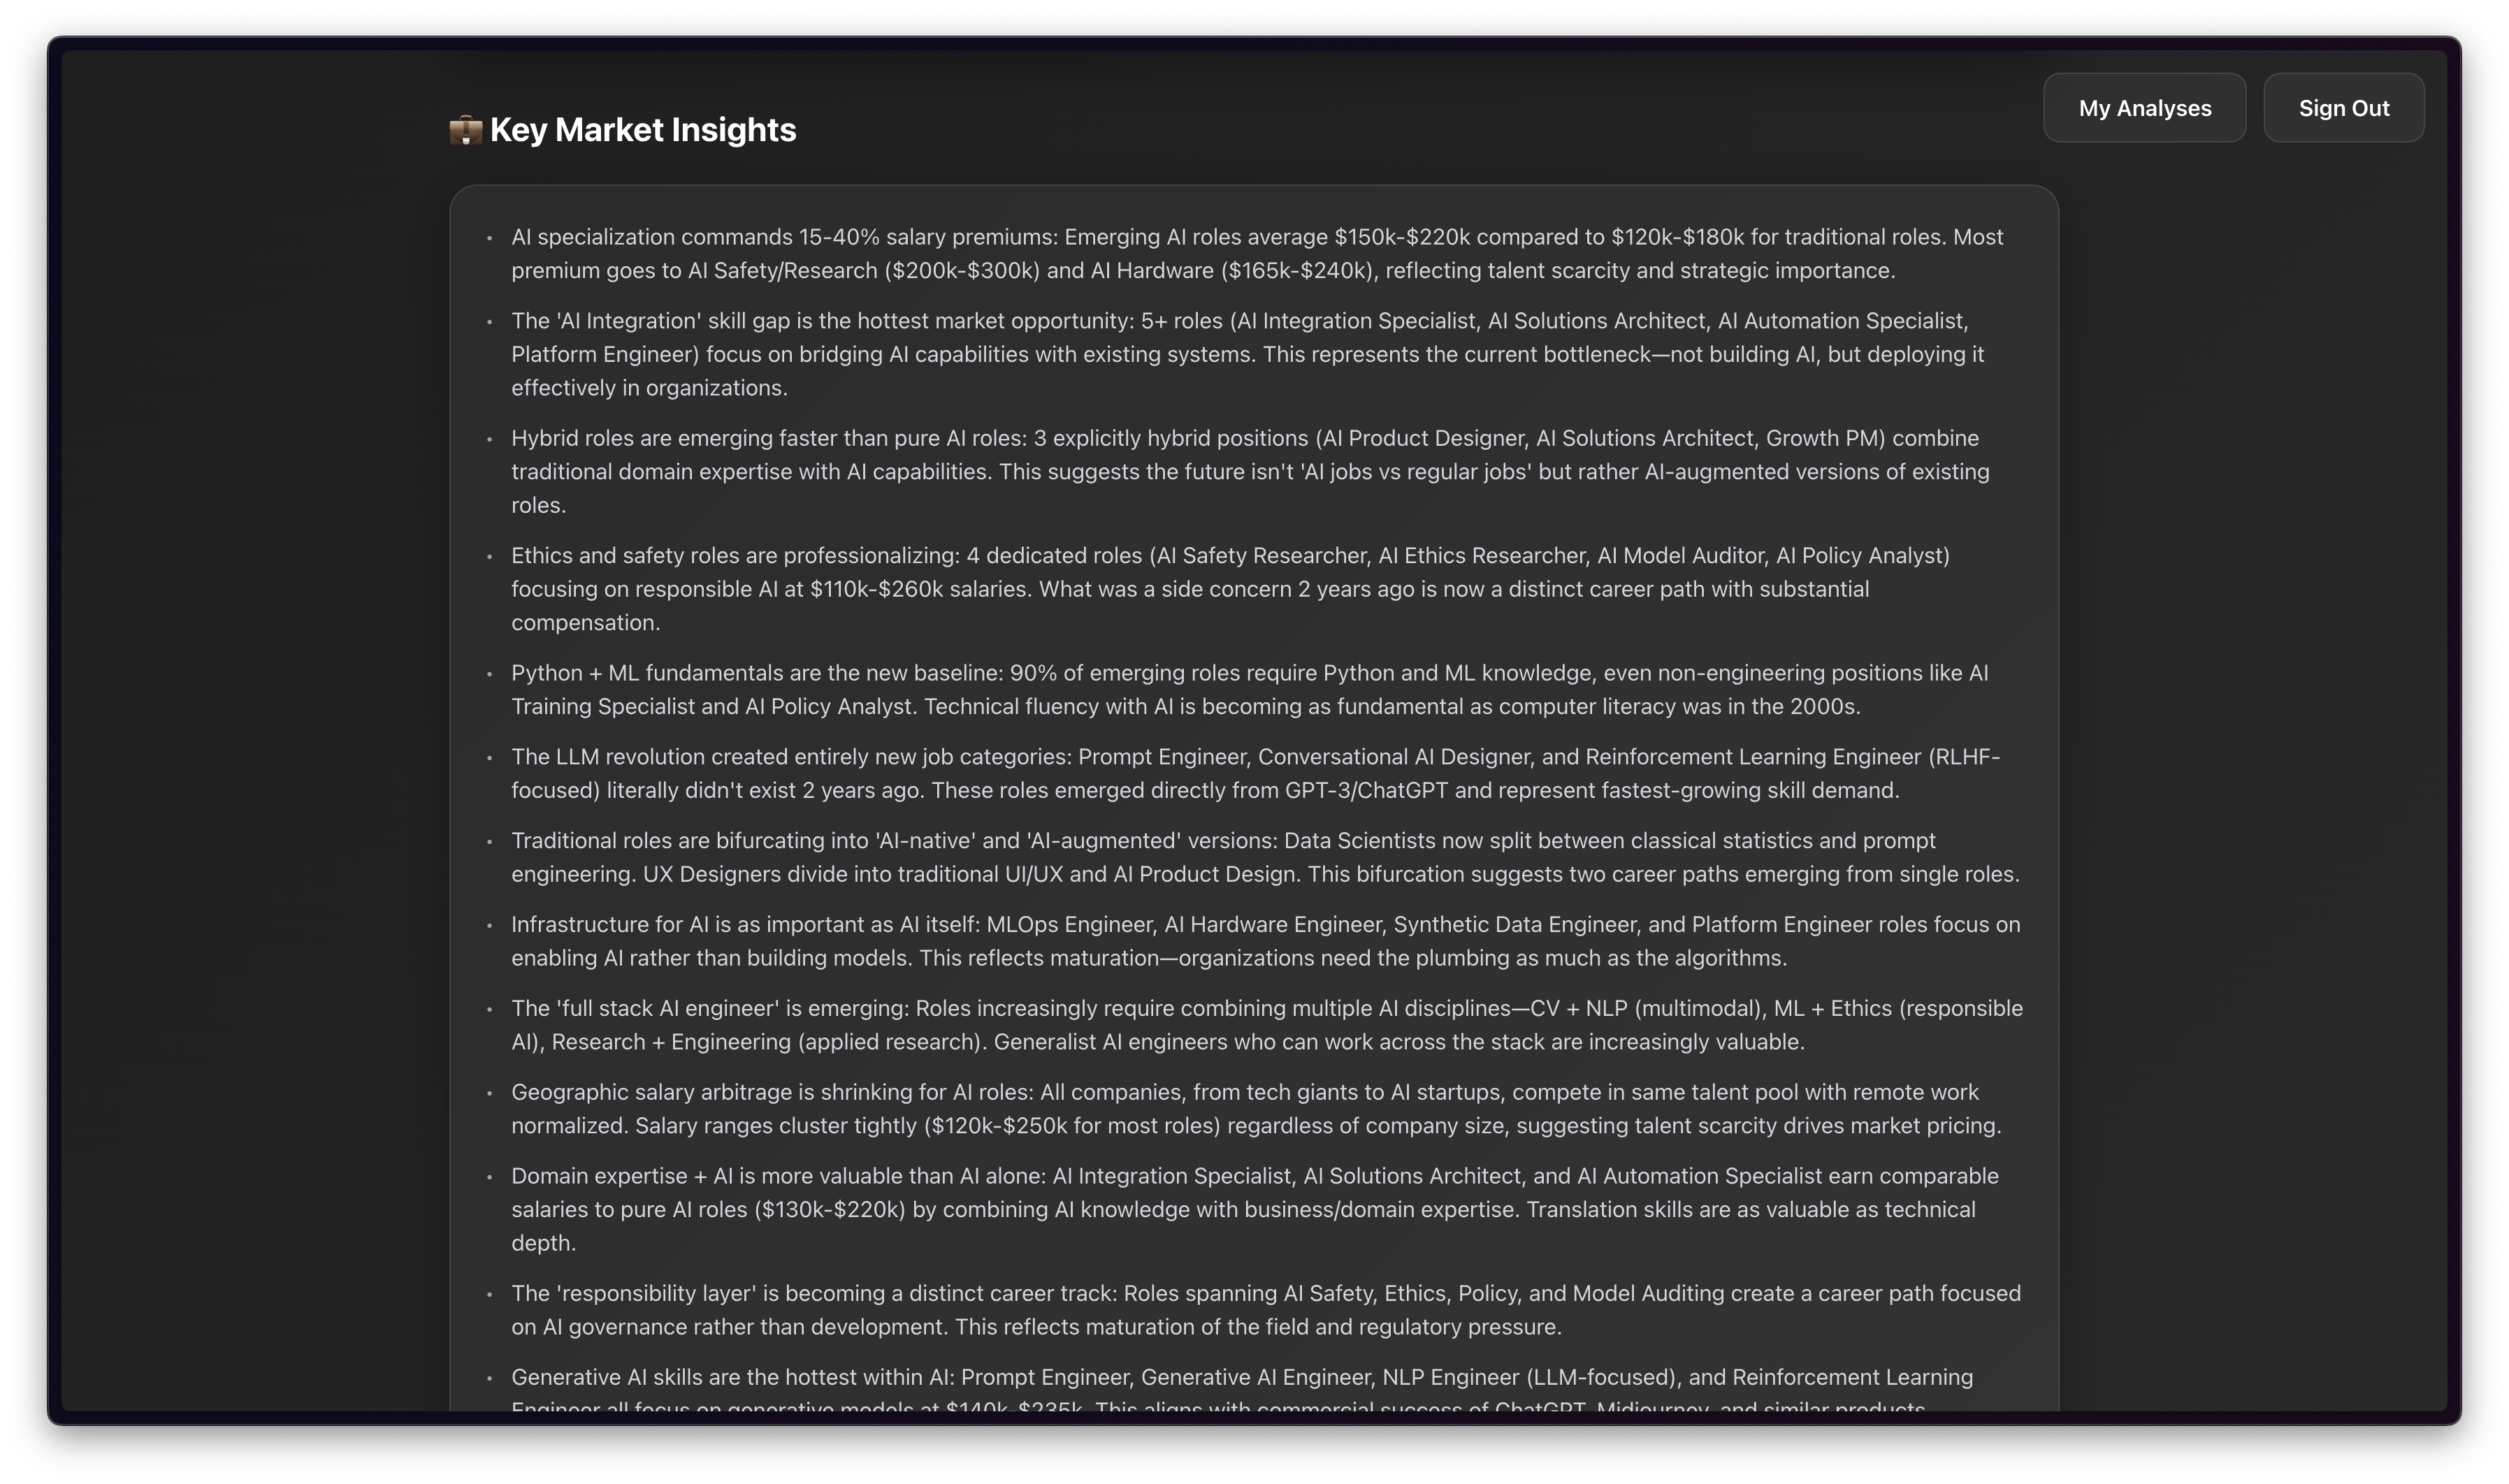 My Analyses
Sign Out
💼 Key Market Insights
• AI specialization commands 15-40% salary premiums: Emerging AI roles average $150k-$220k compared to $120k-$180k for traditional roles. Most
premium goes to AI Safety/Research ($200k-$300k) and AI Hardware ($165k-$240k), reflecting talent scarcity and strategic importance.
• The 'AI Integration' skill gap is the hottest market opportunity: 5+ roles (AI Integration Specialist, AI Solutions Architect, AI Automation Specialist,
Platform Engineer) focus on bridging AI capabilities with existing systems. This represents the current bottleneck—not building AI, but deploying it
effectively in organizations.
• Hybrid roles are emerging faster than pure AI roles: 3 explicitly hybrid positions (AI Product Designer, AI Solutions Architect, Growth PM) combine
traditional domain expertise with AI capabilities. This suggests the future isn't 'AI jobs vs regular jobs' but rather AI-augmented versions of existing
roles.
• Ethics and safety roles are professionalizing: 4 dedicated roles (AI Safety Researcher, AI Ethics Researcher, AI Model Auditor, AI Policy Analyst)
focusing on responsible AI at $110k-$260k salaries. What was a side concern 2 years ago is now a distinct career path with substantial
compensation.
• Python + ML fundamentals are the new baseline: 90% of emerging roles require Python and ML knowledge, even non-engineering positions like AI
Training Specialist and AI Policy Analyst. Technical fluency with AI is becoming as fundamental as computer literacy was in the 2000s.
• The LLM revolution created entirely new job categories: Prompt Engineer, Conversational AI Designer, and Reinforcement Learning Engineer (RLHF-
focused) literally didn't exist 2 years ago. These roles emerged directly from GPT-3/ChatGPT and represent fastest-growing skill demand.
• Traditional roles are bifurcating into 'AI-native' and 'AI-augmented' versions: Data Scientists now split between classical statistics and prompt
engineering. UX Designers divide into traditional UI/UX and AI Product Design. This bifurcation suggests two career paths emerging from single roles.
• Infrastructure for AI is as important as AI itself: MLOps Engineer, AI Hardware Engineer, Synthetic Data Engineer, and Platform Engineer roles focus on
enabling AI rather than building models. This reflects maturation—organizations need the plumbing as much as the algorithms.
• The 'full stack AI engineer' is emerging: Roles increasingly require combining multiple AI disciplines—CV + NLP (multimodal), ML + Ethics (responsible
AI), Research + Engineering (applied research). Generalist AI engineers who can work across the stack are increasingly valuable.
• Geographic salary arbitrage is shrinking for AI roles: All companies, from tech giants to AI startups, compete in same talent pool with remote work
normalized. Salary ranges cluster tightly ($120k-$250k for most roles) regardless of company size, suggesting talent scarcity drives market pricing.
• Domain expertise + AI is more valuable than AI alone: AI Integration Specialist, AI Solutions Architect, and AI Automation Specialist earn comparable
salaries to pure AI roles ($130k-$220k) by combining AI knowledge with business/domain expertise. Translation skills are as valuable as technical
depth.
• The 'responsibility layer' is becoming a distinct career track: Roles spanning AI Safety, Ethics, Policy, and Model Auditing create a career path focused
on AI governance rather than development. This reflects maturation of the field and regulatory pressure.
• Generative AI skills are the hottest within AI: Prompt Engineer, Generative AI Engineer, NLP Engineer (LLM-focused), and Reinforcement Learning
Engineer all focus on generative models at $140k-$235k. This aligns with commercial success of ChatGPT, Midjourney, and similar products.